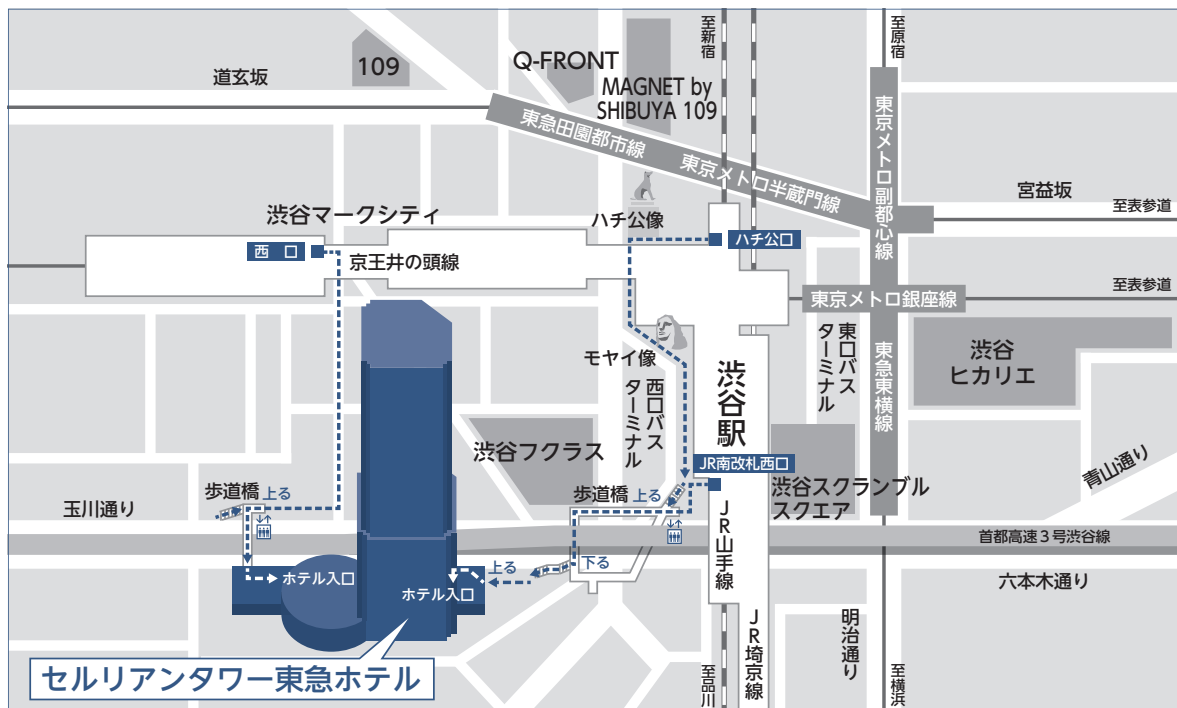 至新宿
至原宿
道玄坂
109
Q-FRONT
MAGNET by
SHIBUYA 109
東急田園都市線
東京メトロ半蔵門線
東京メトロ副都心線
宮益坂
至表参道
渋谷マークシティ
ハチ公像
ハチ公口
西 口
京王井の頭線
東京メトロ銀座線
至表参道
モヤイ像
西口バス
ターミナル
渋谷駅
東口バス
ターミナル
東急東横線
渋谷
ヒカリエ
渋谷フクラス
JR南改札西口
渋谷スクランブル
スクエア
青山通り
玉川通り
歩道橋
上る
歩道橋
上る
JR山手線
首都高速3号渋谷線
ホテル入口
ホテル入口
上る
下る
六本木通り
JR埼京線
明治通り
至品川
至横浜
セルリアンタワー東急ホテル